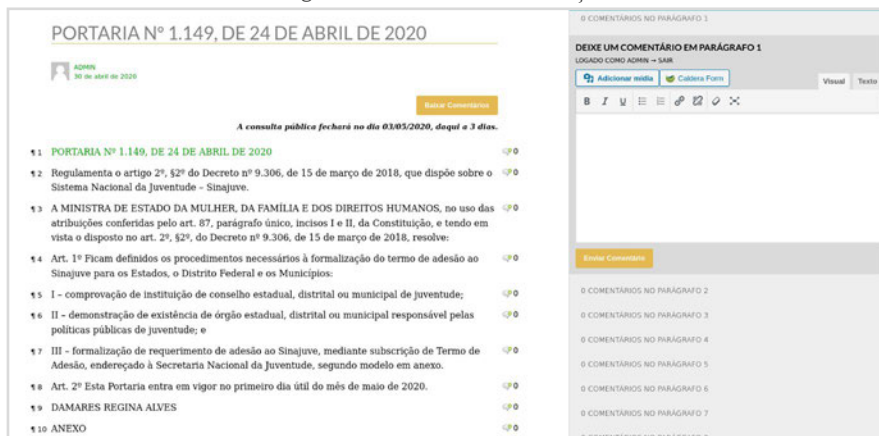 PORTARIA Nº 1.149, DE 24 DE ABRIL DE 2020
ADMIN
30 de abril de 2020
Baixar Comentários
A consulta pública fechará no dia 03/05/2020, daqui a 3 dias.
¶ 1 PORTARIA Nº 1.149, DE 24 DE ABRIL DE 2020 0
¶ 2 Regulamenta o artigo 2º, §2º do Decreto nº 9.306, de 15 de março de 2018, que dispõe sobre o 0
Sistema Nacional da Juventude – Sinajuve.
¶ 3 A MINISTRA DE ESTADO DA MULHER, DA FAMÍLIA E DOS DIREITOS HUMANOS, no uso das 0
atribuições conferidas pelo art. 87, parágrafo único, incisos I e II, da Constituição, e tendo em
vista o disposto no art. 2º, §2º, do Decreto nº 9.306, de 15 de março de 2018, resolve:
¶ 4 Art. 1º Ficam definidos os procedimentos necessários à formalização do termo de adesão ao 0
Sinajuve para os Estados, o Distrito Federal e os Municípios:
¶ 5 I – comprovação de instituição de conselho estadual, distrital ou municipal de juventude; 0
¶ 6 II – demonstração de existência de órgão estadual, distrital ou municipal responsável pelas 0
políticas públicas de juventude; e
¶ 7 III – formalização de requerimento de adesão ao Sinajuve, mediante subscrição de Termo de 0
Adesão, endereçado à Secretaria Nacional da Juventude, segundo modelo em anexo.
¶ 8 Art. 2º Esta Portaria entra em vigor no primeiro dia útil do mês de maio de 2020. 0
¶ 9 DAMARES REGINA ALVES 0
¶ 10 ANEXO 0
0 COMENTÁRIOS NO PARÁGRAFO 1
DEIXE UM COMENTÁRIO EM PARÁGRAFO 1
LOGADO COMO ADMIN → SAIR
Adicionar mídia Caldera Form
Visual Texto
B I U
Enviar Comentário
0 COMENTÁRIOS NO PARÁGRAFO 2
0 COMENTÁRIOS NO PARÁGRAFO 3
0 COMENTÁRIOS NO PARÁGRAFO 4
0 COMENTÁRIOS NO PARÁGRAFO 5
0 COMENTÁRIOS NO PARÁGRAFO 6
0 COMENTÁRIOS NO PARÁGRAFO 7